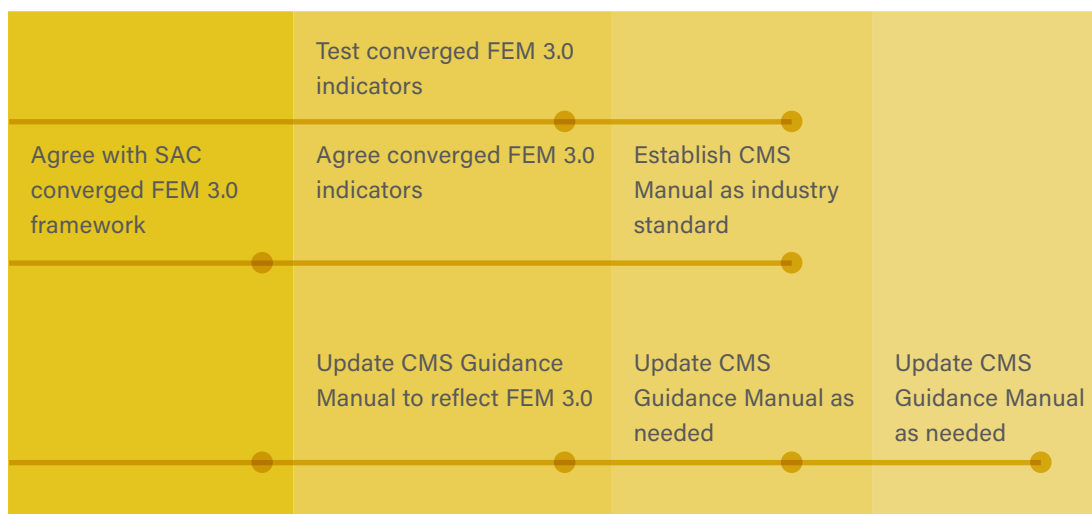 Test converged FEM 3.0
indicators
Agree with SAC
converged FEM 3.0
framework
Agree converged FEM 3.0
indicators
Establish CMS
Manual as industry
standard
Update CMS Guidance
Manual to reflect FEM 3.0
Update CMS
Guidance Manual as
needed
Update CMS
Guidance Manual
as needed